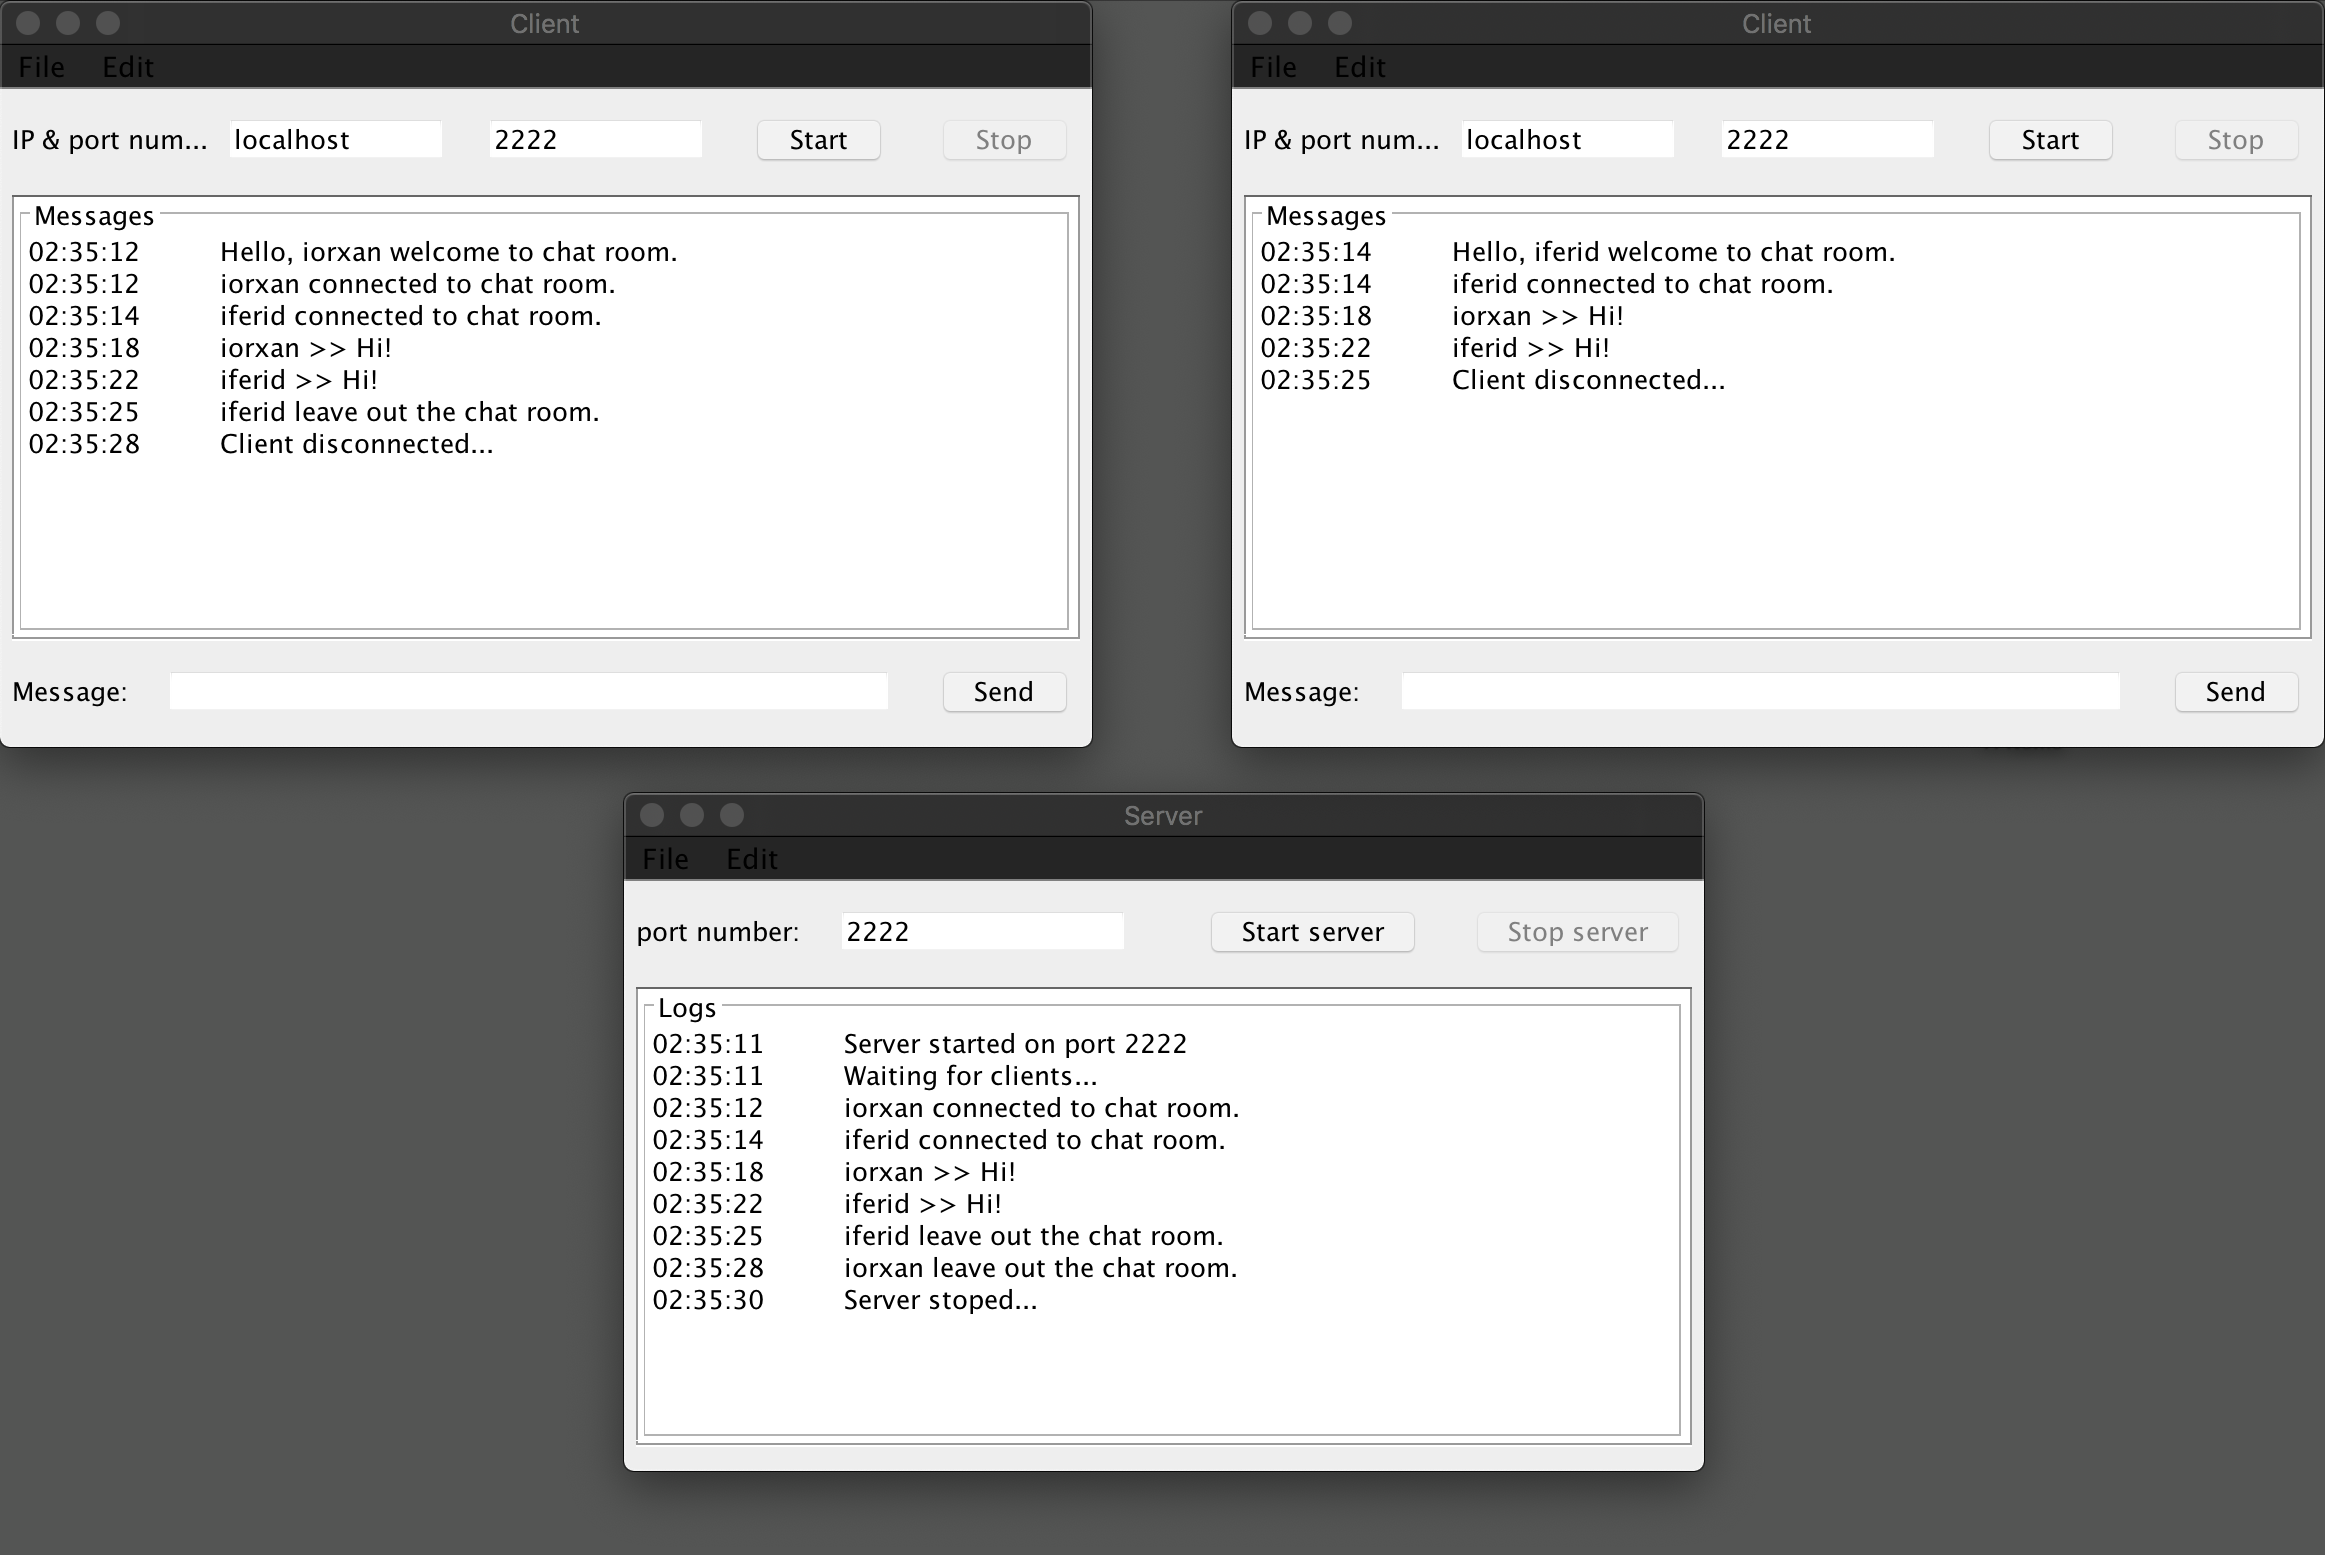 Client
File Edit
IP & port num... localhost 2222 Start Stop
Messages
02:35:12 Hello, iorxan welcome to chat room.
02:35:12 iorxan connected to chat room.
02:35:14 iferid connected to chat room.
02:35:18 iorxan >> Hi!
02:35:22 iferid >> Hi!
02:35:25 iferid leave out the chat room.
02:35:28 Client disconnected...
Message: Send
Client
File Edit
IP & port num... localhost 2222 Start Stop
Messages
02:35:14 Hello, iferid welcome to chat room.
02:35:14 iferid connected to chat room.
02:35:18 iorxan >> Hi!
02:35:22 iferid >> Hi!
02:35:25 Client disconnected...
Message: Send
Server
File Edit
port number: 2222 Start server Stop server
Logs
02:35:11 Server started on port 2222
02:35:11 Waiting for clients...
02:35:12 iorxan connected to chat room.
02:35:14 iferid connected to chat room.
02:35:18 iorxan >> Hi!
02:35:22 iferid >> Hi!
02:35:25 iferid leave out the chat room.
02:35:28 iorxan leave out the chat room.
02:35:30 Server stoped...